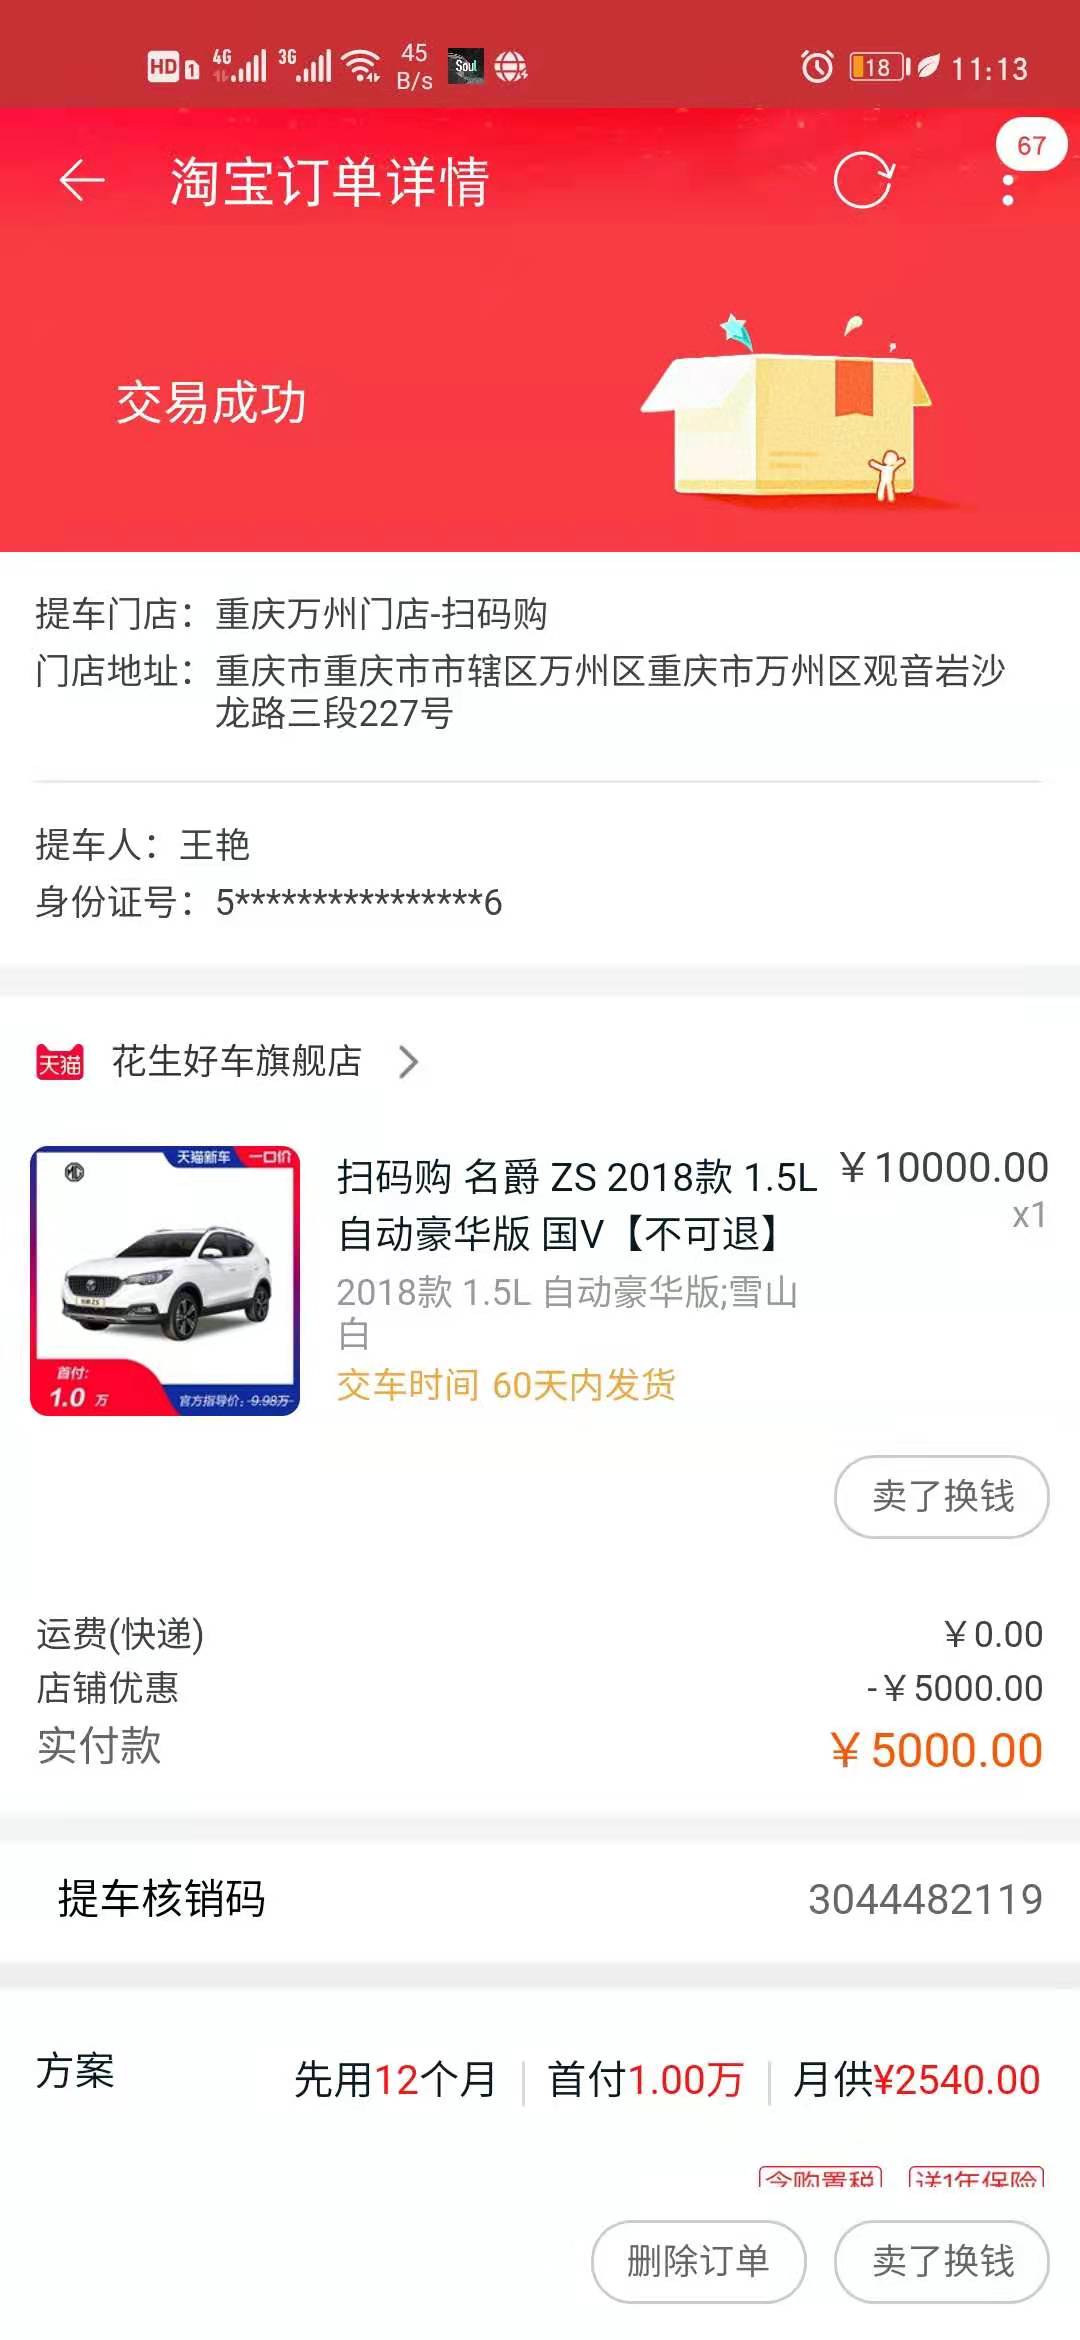 HD 1 4G 3G 45 B/s Soul 18 11:13
淘宝订单详情
67
交易成功
提车门店：重庆万州门店-扫码购
门店地址：重庆市重庆市市辖区万州区重庆市万州区观音岩沙
龙路三段227号
提车人：王艳
身份证号：5****************6
天猫 花生好车旗舰店
天猫新车 一口价
MG
首付：
1.0 万
官方指导价：9.98万
扫码购 名爵 ZS 2018款 1.5L
自动豪华版 国V【不可退】
￥10000.00
x1
2018款 1.5L 自动豪华版;雪山
白
交车时间 60天内发货
卖了换钱
运费(快递) ￥0.00
店铺优惠 -￥5000.00
实付款 ￥5000.00
提车核销码 3044482119
方案 先用12个月 首付1.00万 月供¥2540.00
含购置税 送1年保险
删除订单 卖了换钱